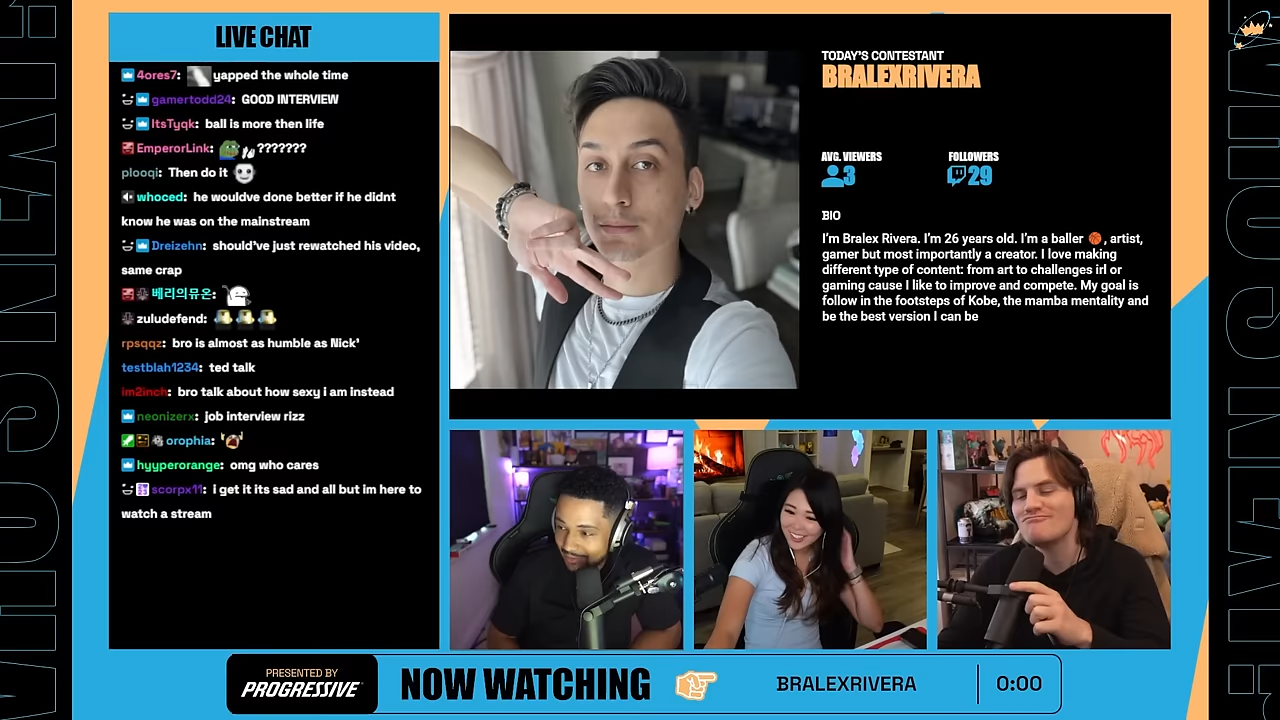 LIVE CHAT
4ores7: yapped the whole time
gamertodd24: GOOD INTERVIEW
ItsTyqk: ball is more then life
EmperorLink: ???????
plooqi: Then do it
whoced: he wouldve done better if he didnt
know he was on the mainstream
Dreizehn: should've just rewatched his video,
same crap
베리의뮤온:
zuludefend:
rpsqqz: bro is almost as humble as Nick'
testblah1234: ted talk
im2inch: bro talk about how sexy i am instead
neonizerx: job interview rizz
orophia:
hyyperorange: omg who cares
scorpx11: i get it its sad and all but im here to
watch a stream
TODAY'S CONTESTANT
BRALEXRIVERA
AVG. VIEWERS FOLLOWERS
3 29
BIO
I'm Bralex Rivera. I'm 26 years old. I'm a baller 🏀, artist,
gamer but most importantly a creator. I love making
different type of content: from art to challenges irl or
gaming cause I like to improve and compete. My goal is
follow in the footsteps of Kobe, the mamba mentality and
be the best version I can be
PRESENTED BY
PROGRESSIVE
NOW WATCHING
BRALEXRIVERA
0:00